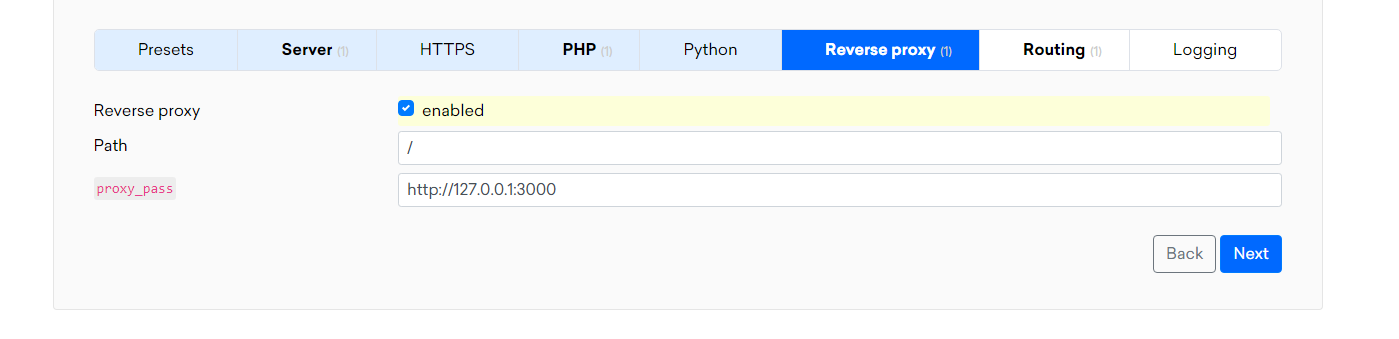 Presets Server (1) HTTPS PHP (1) Python Reverse proxy (1) Routing (1) Logging
Reverse proxy enabled
Path /
proxy_pass http://127.0.0.1:3000
Back Next